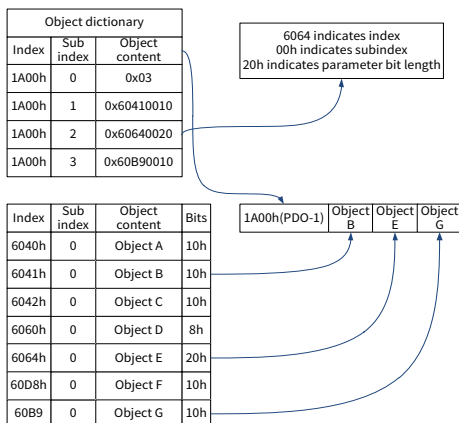 Object dictionary
Index Sub index Object content
1A00h 0 0x03
1A00h 1 0x60410010
1A00h 2 0x60640020
1A00h 3 0x60B90010
6064 indicates index
00h indicates subindex
20h indicates parameter bit length
1A00h(PDO-1) Object B Object E Object G
Index Sub index Object content Bits
6040h 0 Object A 10h
6041h 0 Object B 10h
6042h 0 Object C 10h
6060h 0 Object D 8h
6064h 0 Object E 20h
60D8h 0 Object F 10h
60B9 0 Object G 10h